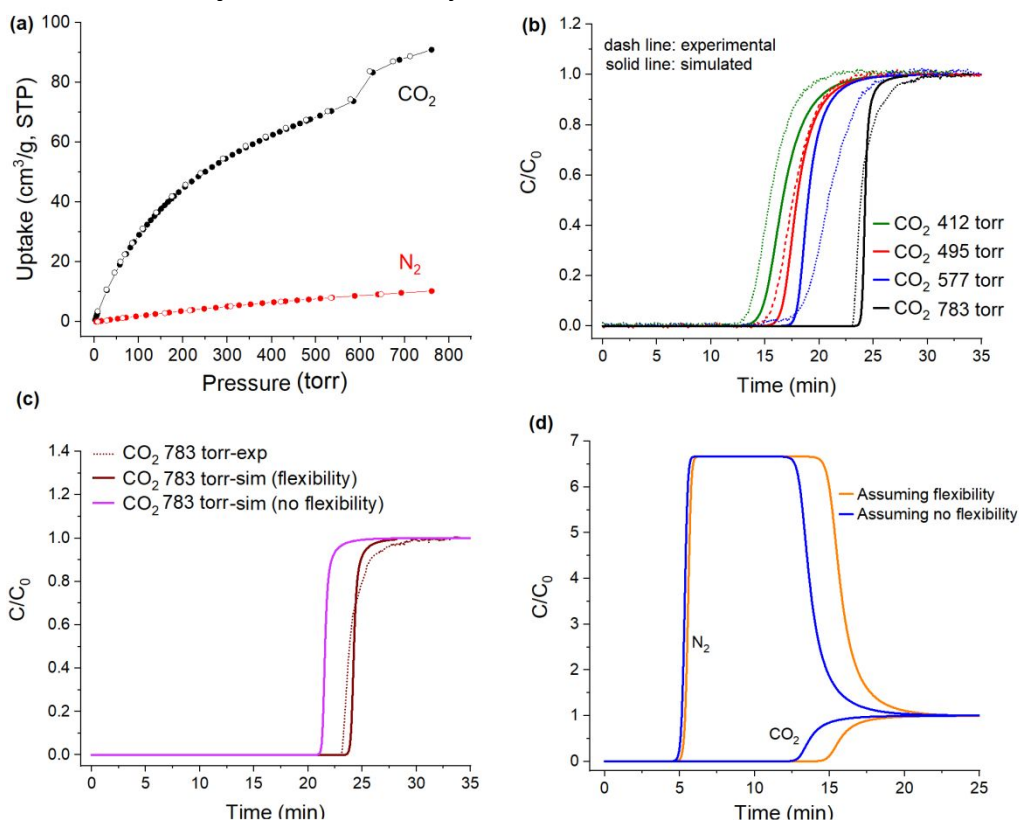 (a)
100
80
60
40
20
0
Uptake (cm³/g, STP)
CO₂
N₂
0 100 200 300 400 500 600 700 800
Pressure (torr)
(b)
dash line: experimental
solid line: simulated
1.2
1.0
0.8
0.6
0.4
0.2
0.0
C/C₀
CO₂ 412 torr
CO₂ 495 torr
CO₂ 577 torr
CO₂ 783 torr
0 5 10 15 20 25 30 35
Time (min)
(c)
CO₂ 783 torr-exp
CO₂ 783 torr-sim (flexibility)
CO₂ 783 torr-sim (no flexibility)
1.4
1.2
1.0
0.8
0.6
0.4
0.2
0.0
C/C₀
0 5 10 15 20 25 30 35
Time (min)
(d)
7
6
5
4
3
2
1
0
C/C₀
Assuming flexibility
Assuming no flexibility
N₂
CO₂
0 5 10 15 20 25
Time (min)